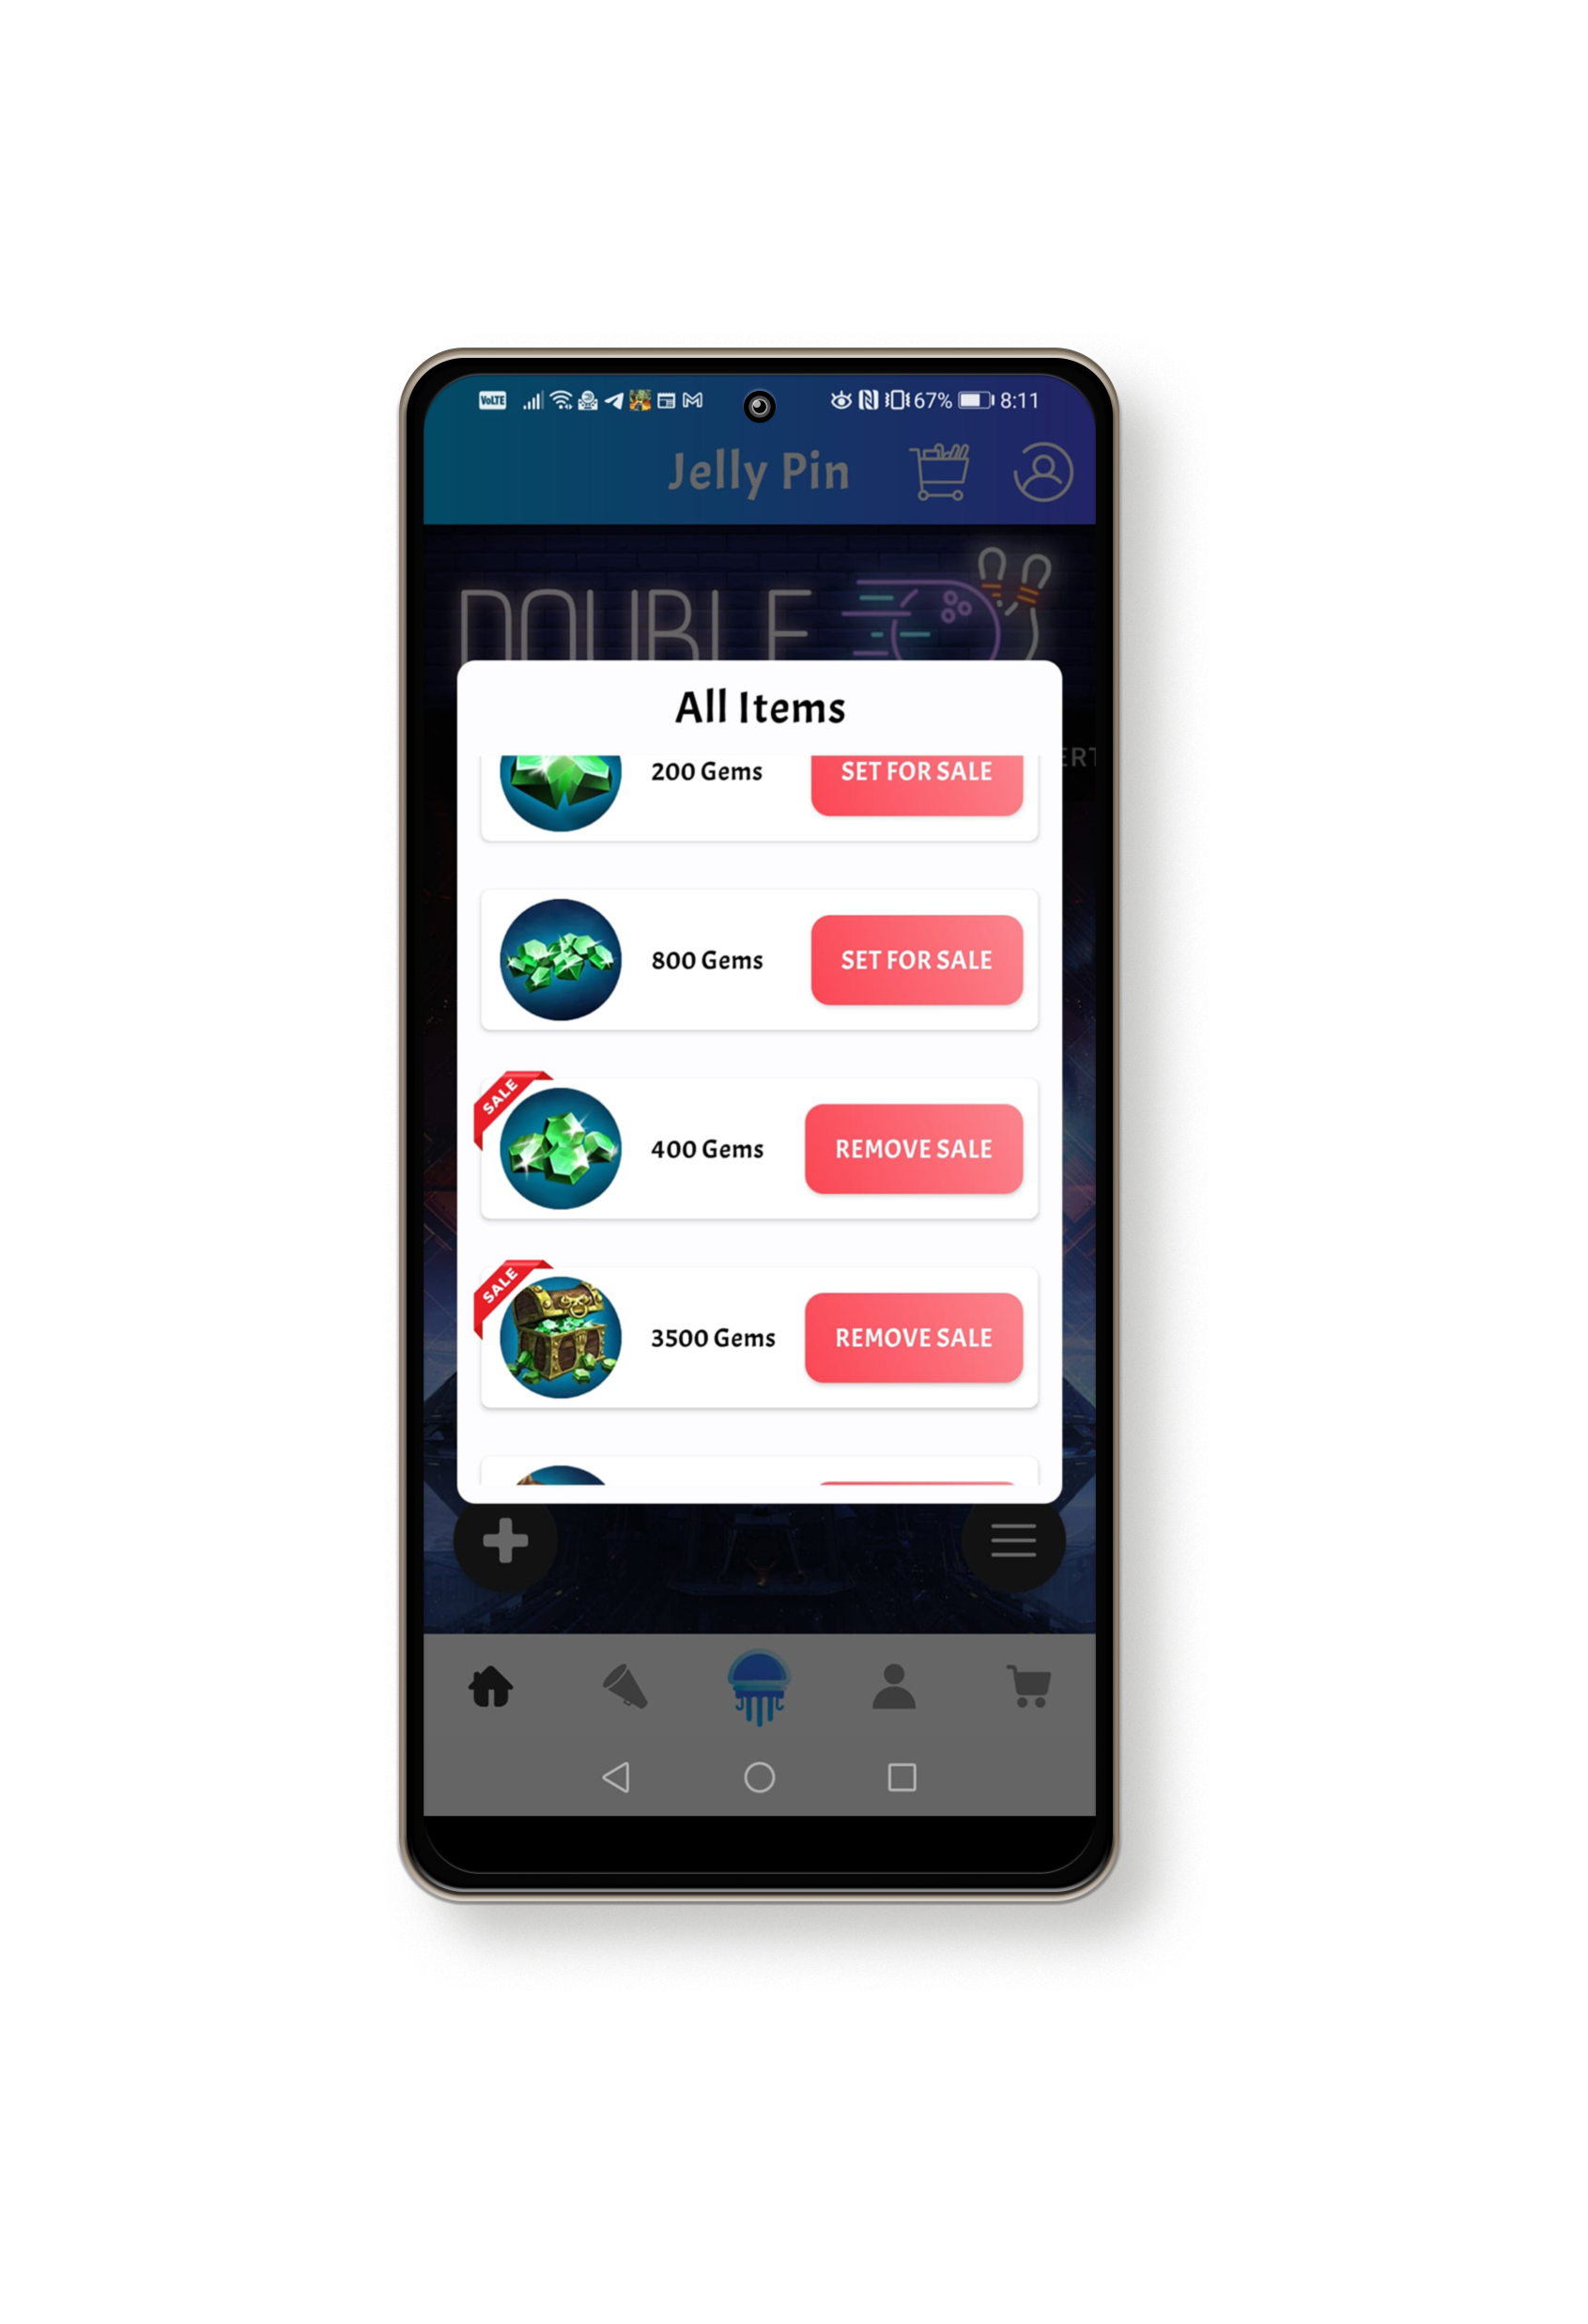 VoLTE 67% 8:11
Jelly Pin
DOUBLE
All Items
200 Gems SET FOR SALE
800 Gems SET FOR SALE
SALE
400 Gems REMOVE SALE
SALE
3500 Gems REMOVE SALE